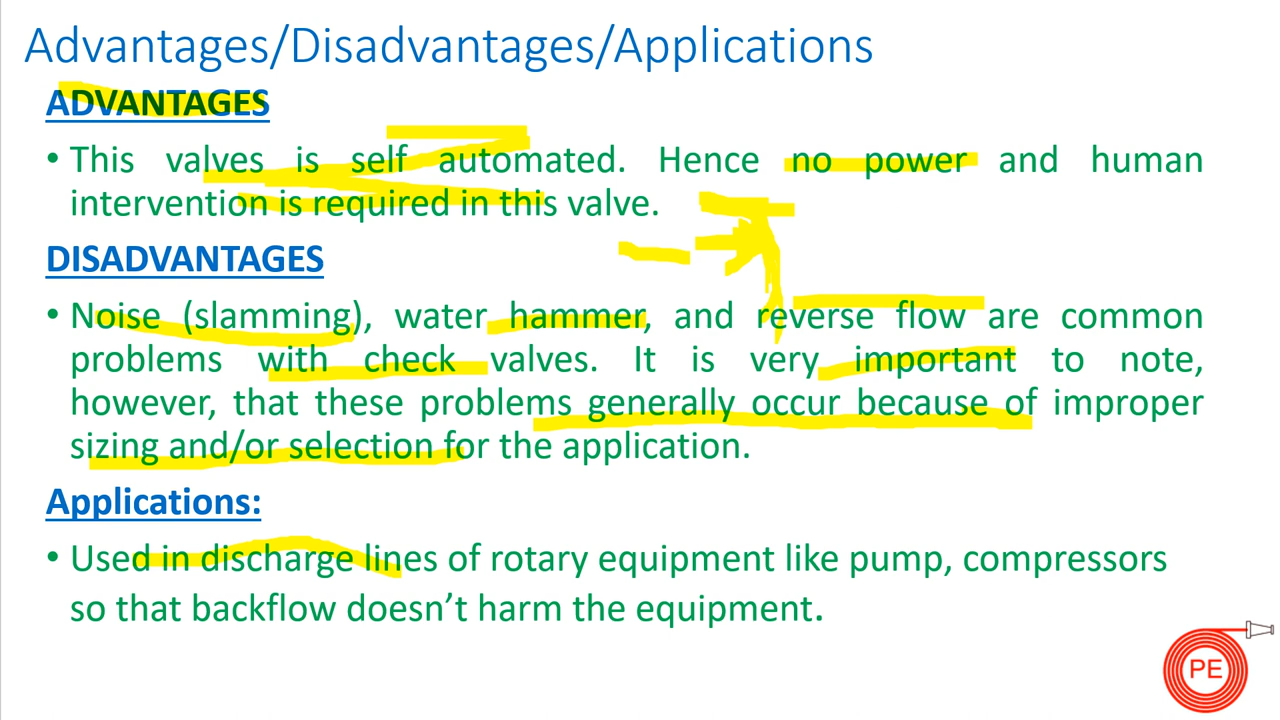 Advantages/Disadvantages/Applications
ADVANTAGES
• This valves is self automated. Hence no power and human
intervention is required in this valve.
DISADVANTAGES
• Noise (slamming), water hammer, and reverse flow are common
problems with check valves. It is very important to note,
however, that these problems generally occur because of improper
sizing and/or selection for the application.
Applications:
• Used in discharge lines of rotary equipment like pump, compressors
so that backflow doesn’t harm the equipment.
PE